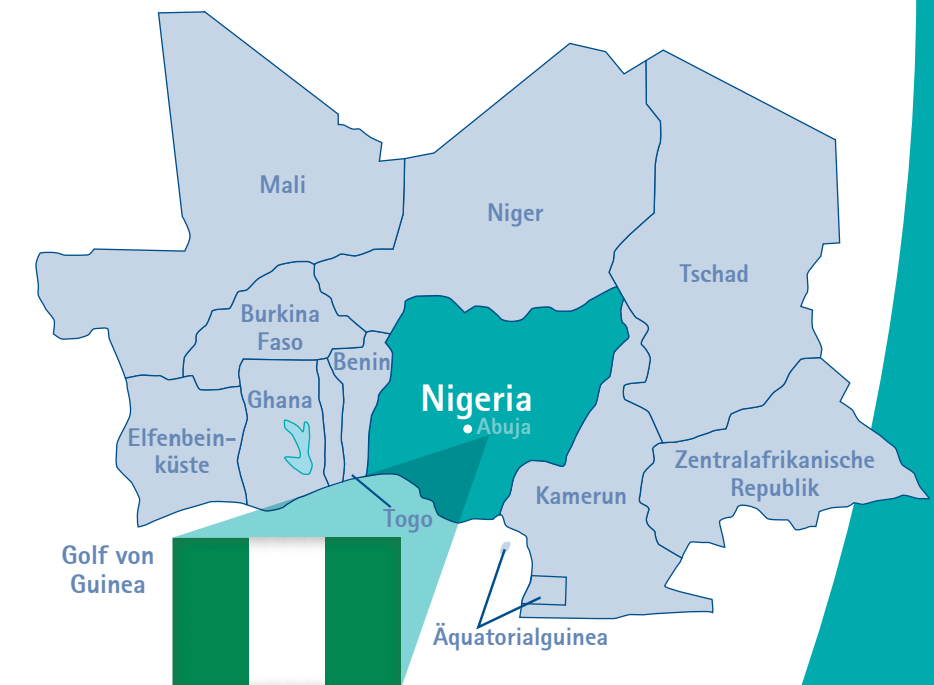 Mali
Niger
Tschad
Burkina
Faso
Benin
Ghana
Nigeria
Abuja
Elfenbein-
küste
Zentralafrikanische
Republik
Kamerun
Togo
Golf von
Guinea
Äquatorialguinea